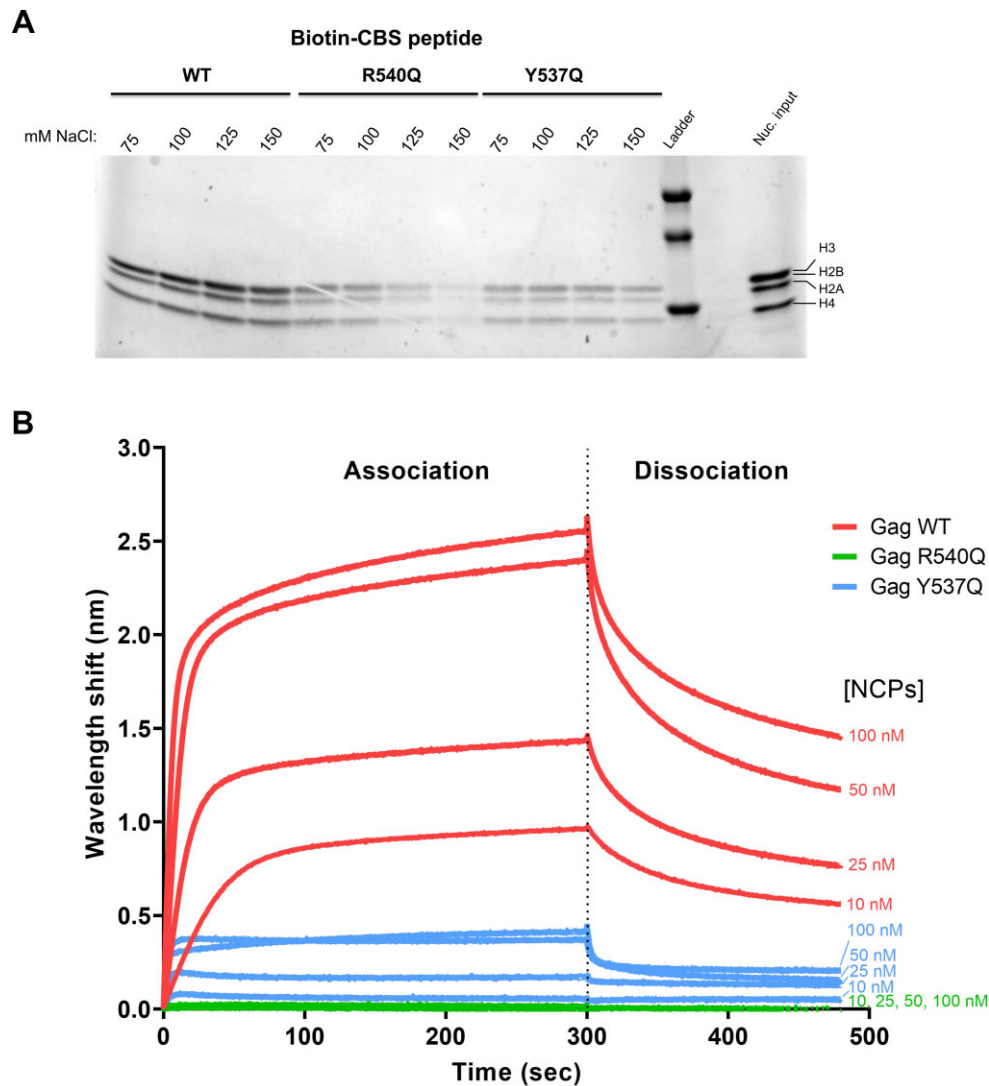 A
Biotin-CBS peptide
WT R540Q Y537Q
mM NaCl: 75 100 125 150 75 100 125 150 75 100 125 150 Ladder Nuc. input
H3
H2B
H2A
H4
B
3.0
2.5
2.0
1.5
1.0
0.5
0.0
Wavelength shift (nm)
Association Dissociation
Gag WT
Gag R540Q
Gag Y537Q
[NCPs]
100 nM
50 nM
25 nM
10 nM
100 nM
50 nM
25 nM
10 nM
10, 25, 50, 100 nM
0 100 200 300 400 500
Time (sec)